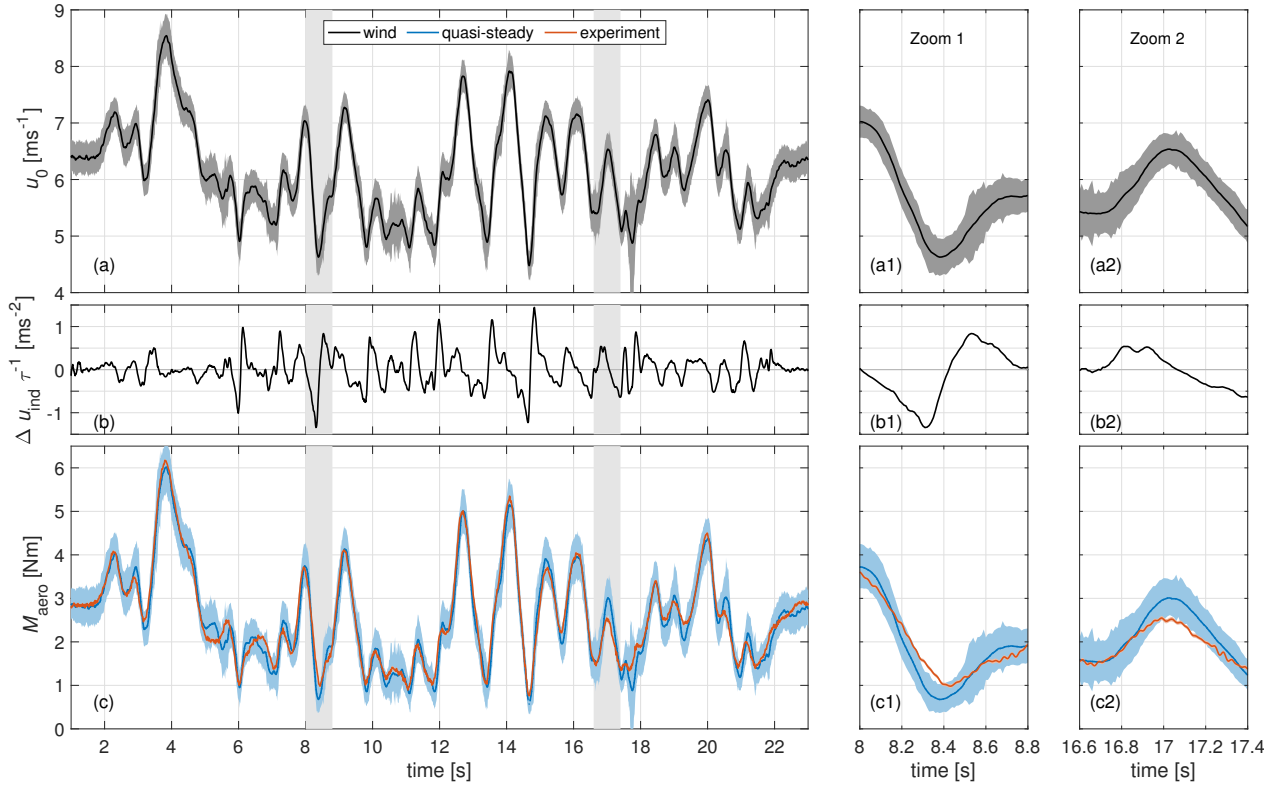 wind quasi-steady experiment
Zoom 1
Zoom 2
9
8
7
6
5
4
u0 [ms-1]
(a)
(a1)
(a2)
1
0
-1
Δ uind τ-1 [ms-2]
(b)
(b1)
(b2)
6
5
4
3
2
1
0
Maero [Nm]
(c)
(c1)
(c2)
2 4 6 8 10 12 14 16 18 20 22
8 8.2 8.4 8.6 8.8
16.6 16.8 17 17.2 17.4
time [s]
time [s]
time [s]